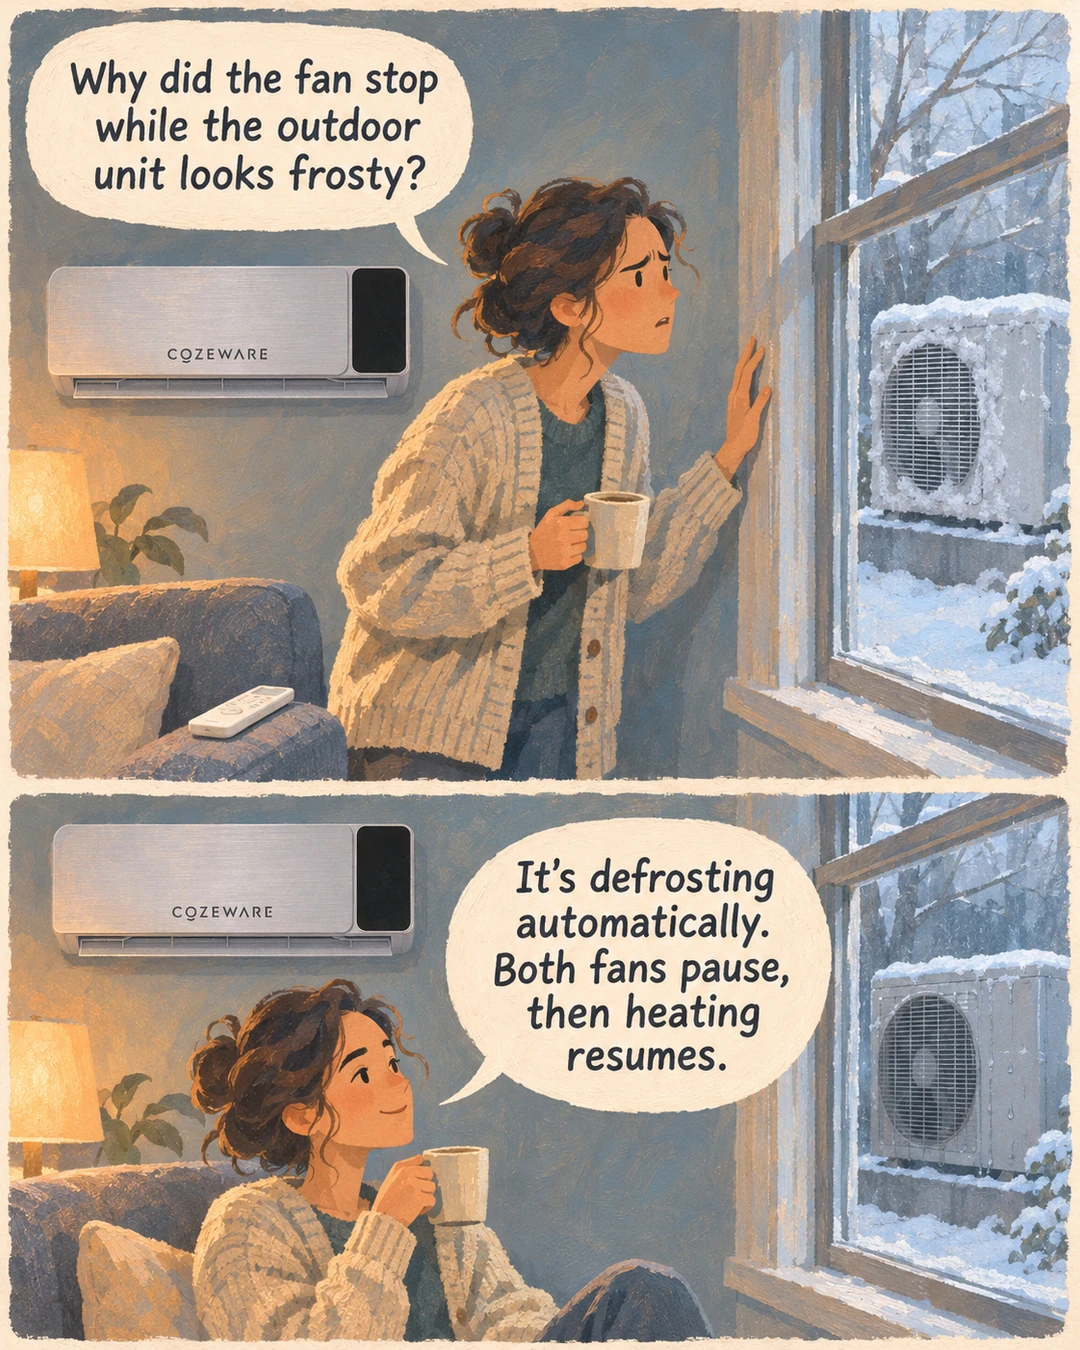 Why did the fan stop
while the outdoor
unit looks frosty?
COZEWARE
COZEWARE
It's defrosting
automatically.
Both fans pause,
then heating
resumes.